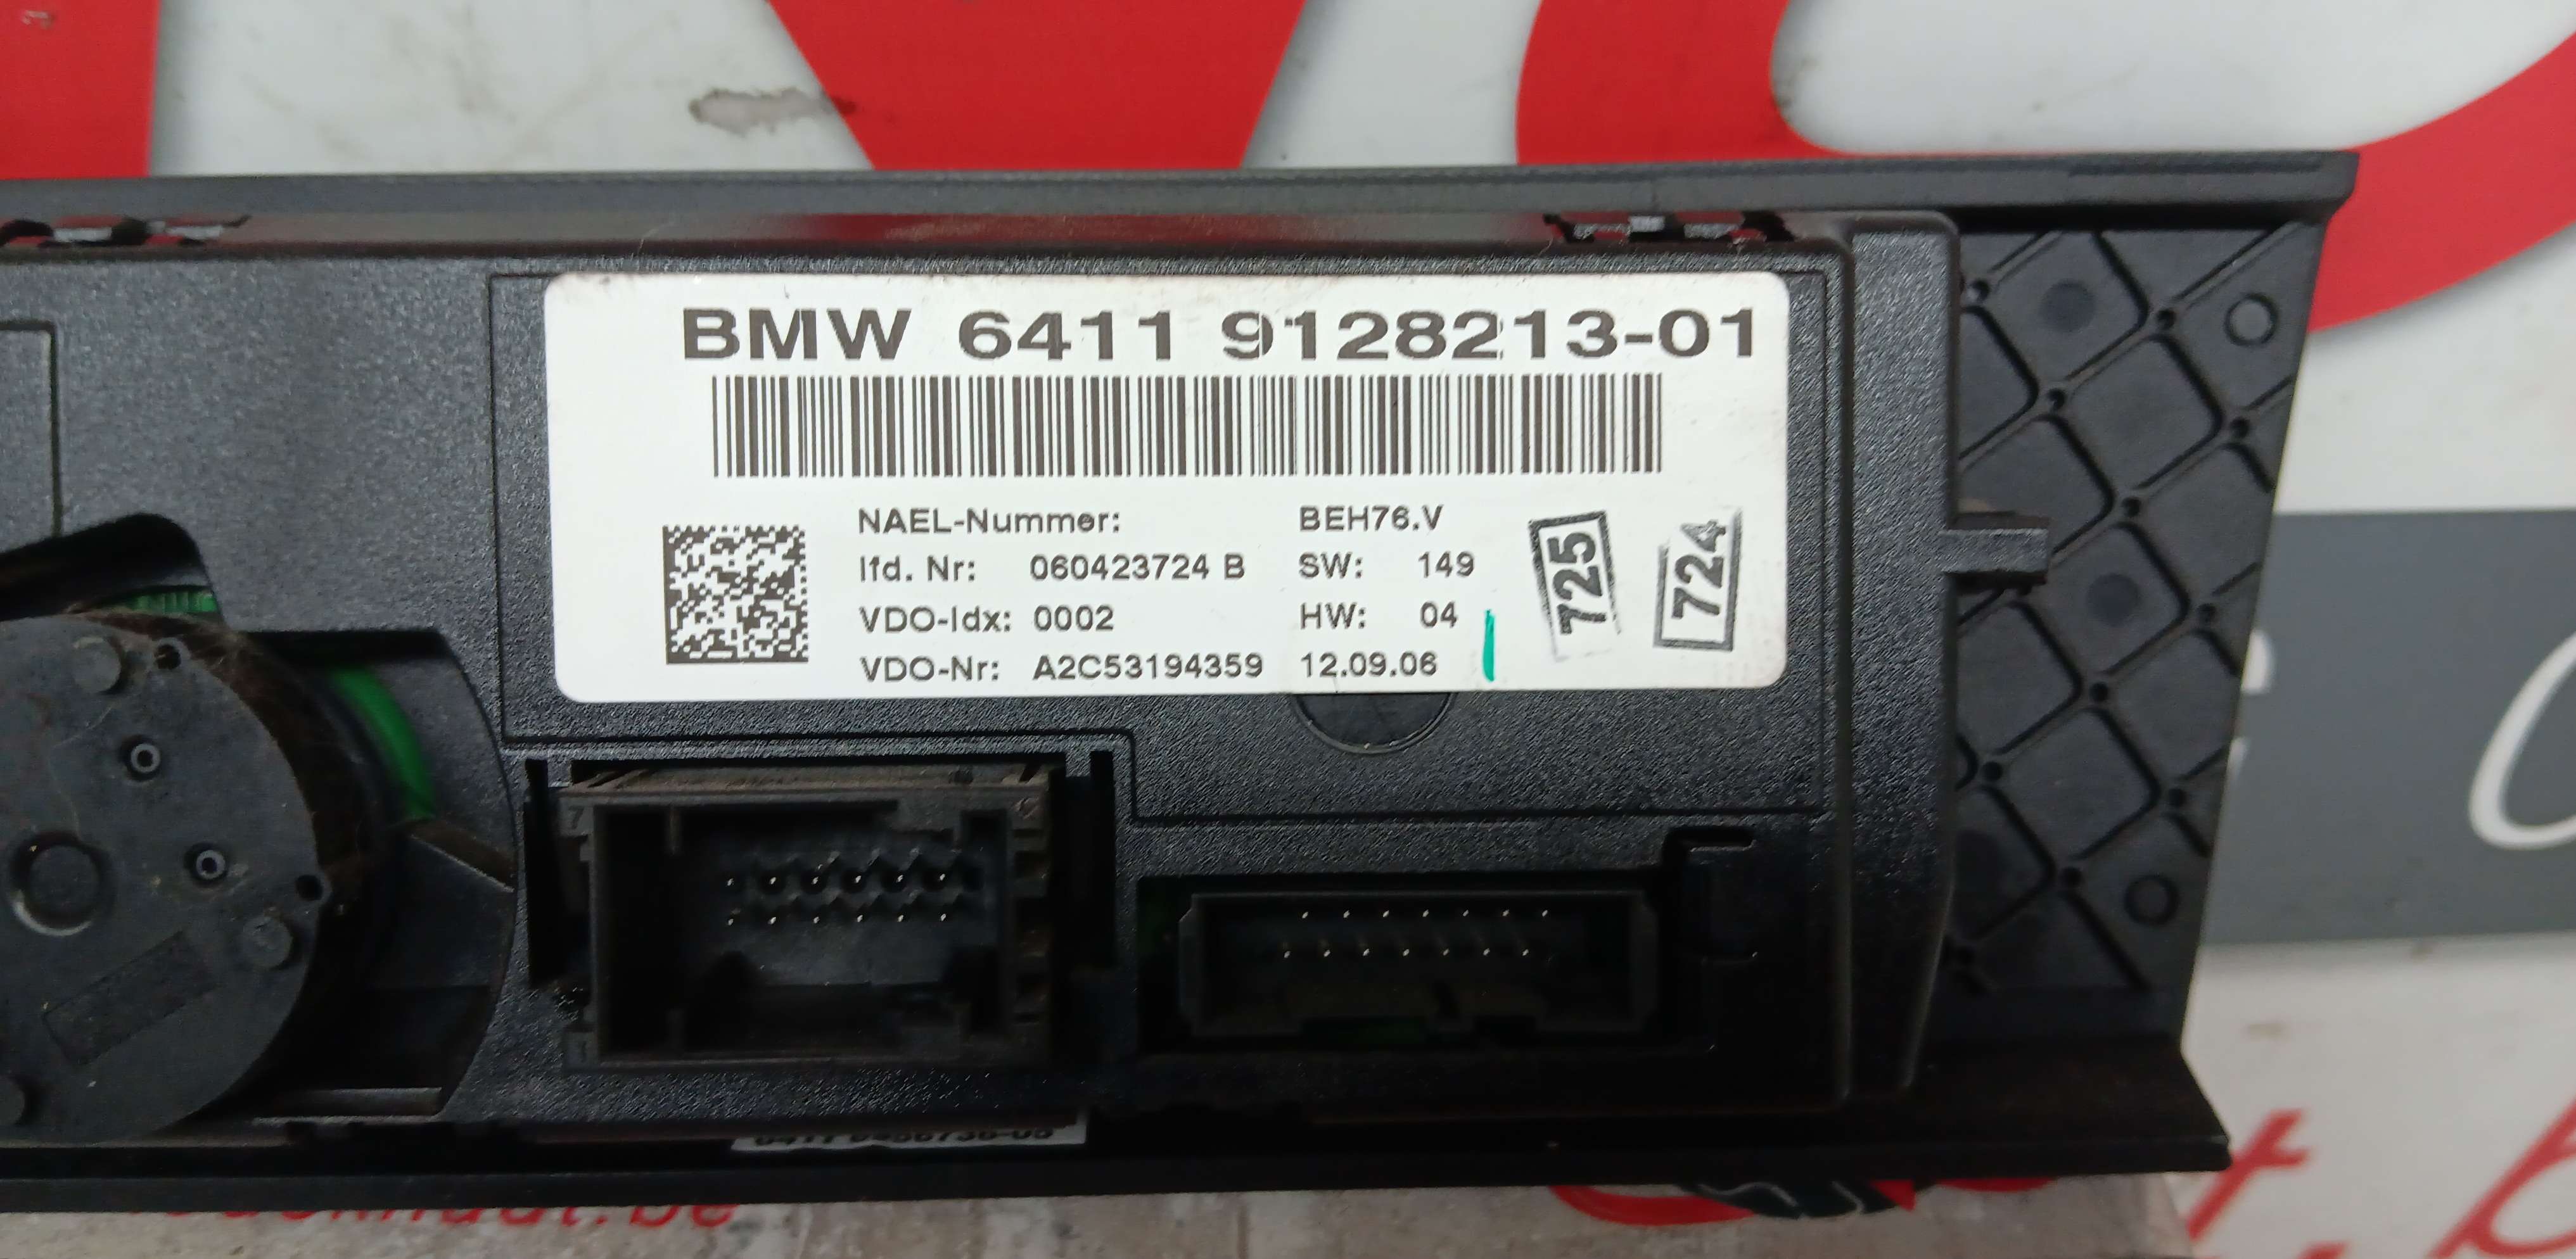 BMW 6411 9128213-01
NAEL-Nummer: BEH76.V
lfd. Nr: 060423724 B SW: 149
VDO-Idx: 0002 HW: 04
VDO-Nr: A2C53194359 12.09.06
725
724